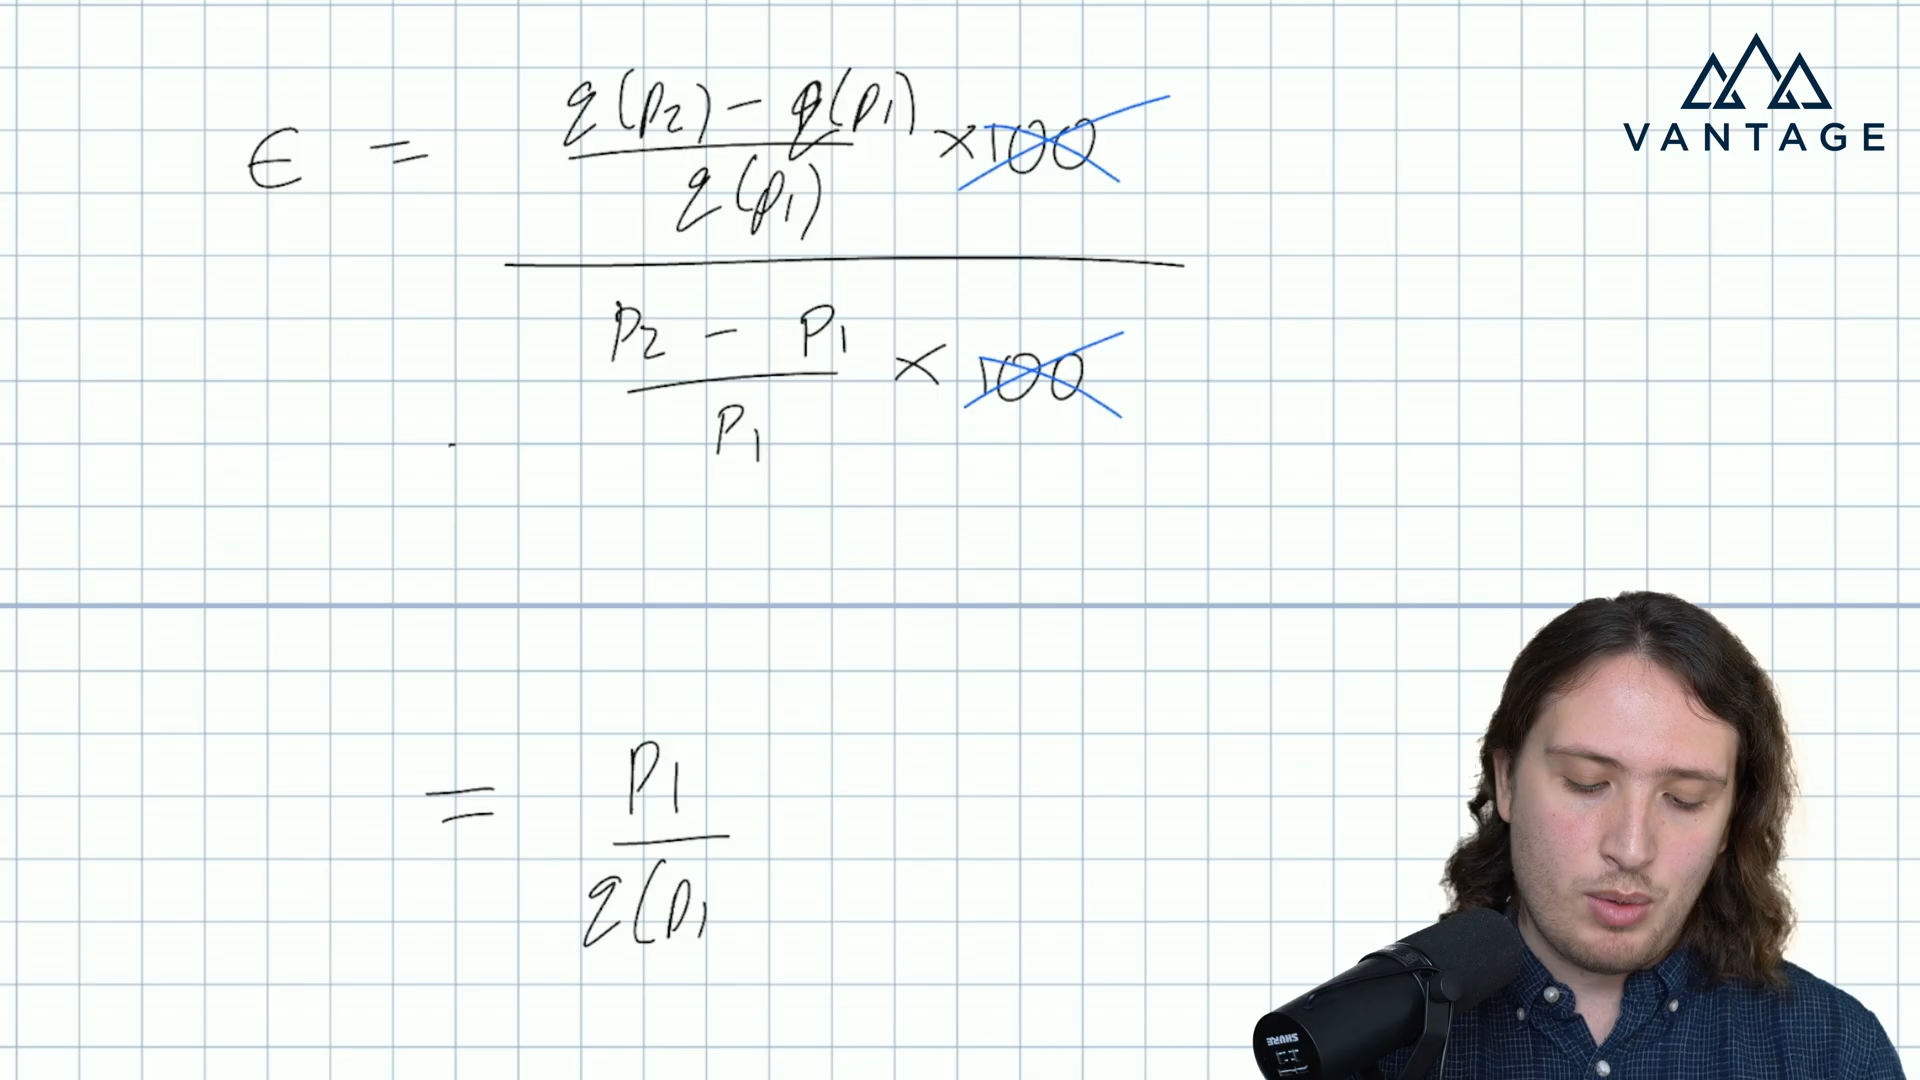 VANTAGE
ϵ = q(p2) - q(p1) ×100
q(p1)
p2 - p1 × 100
p1
= p1
q(p1
SHURE